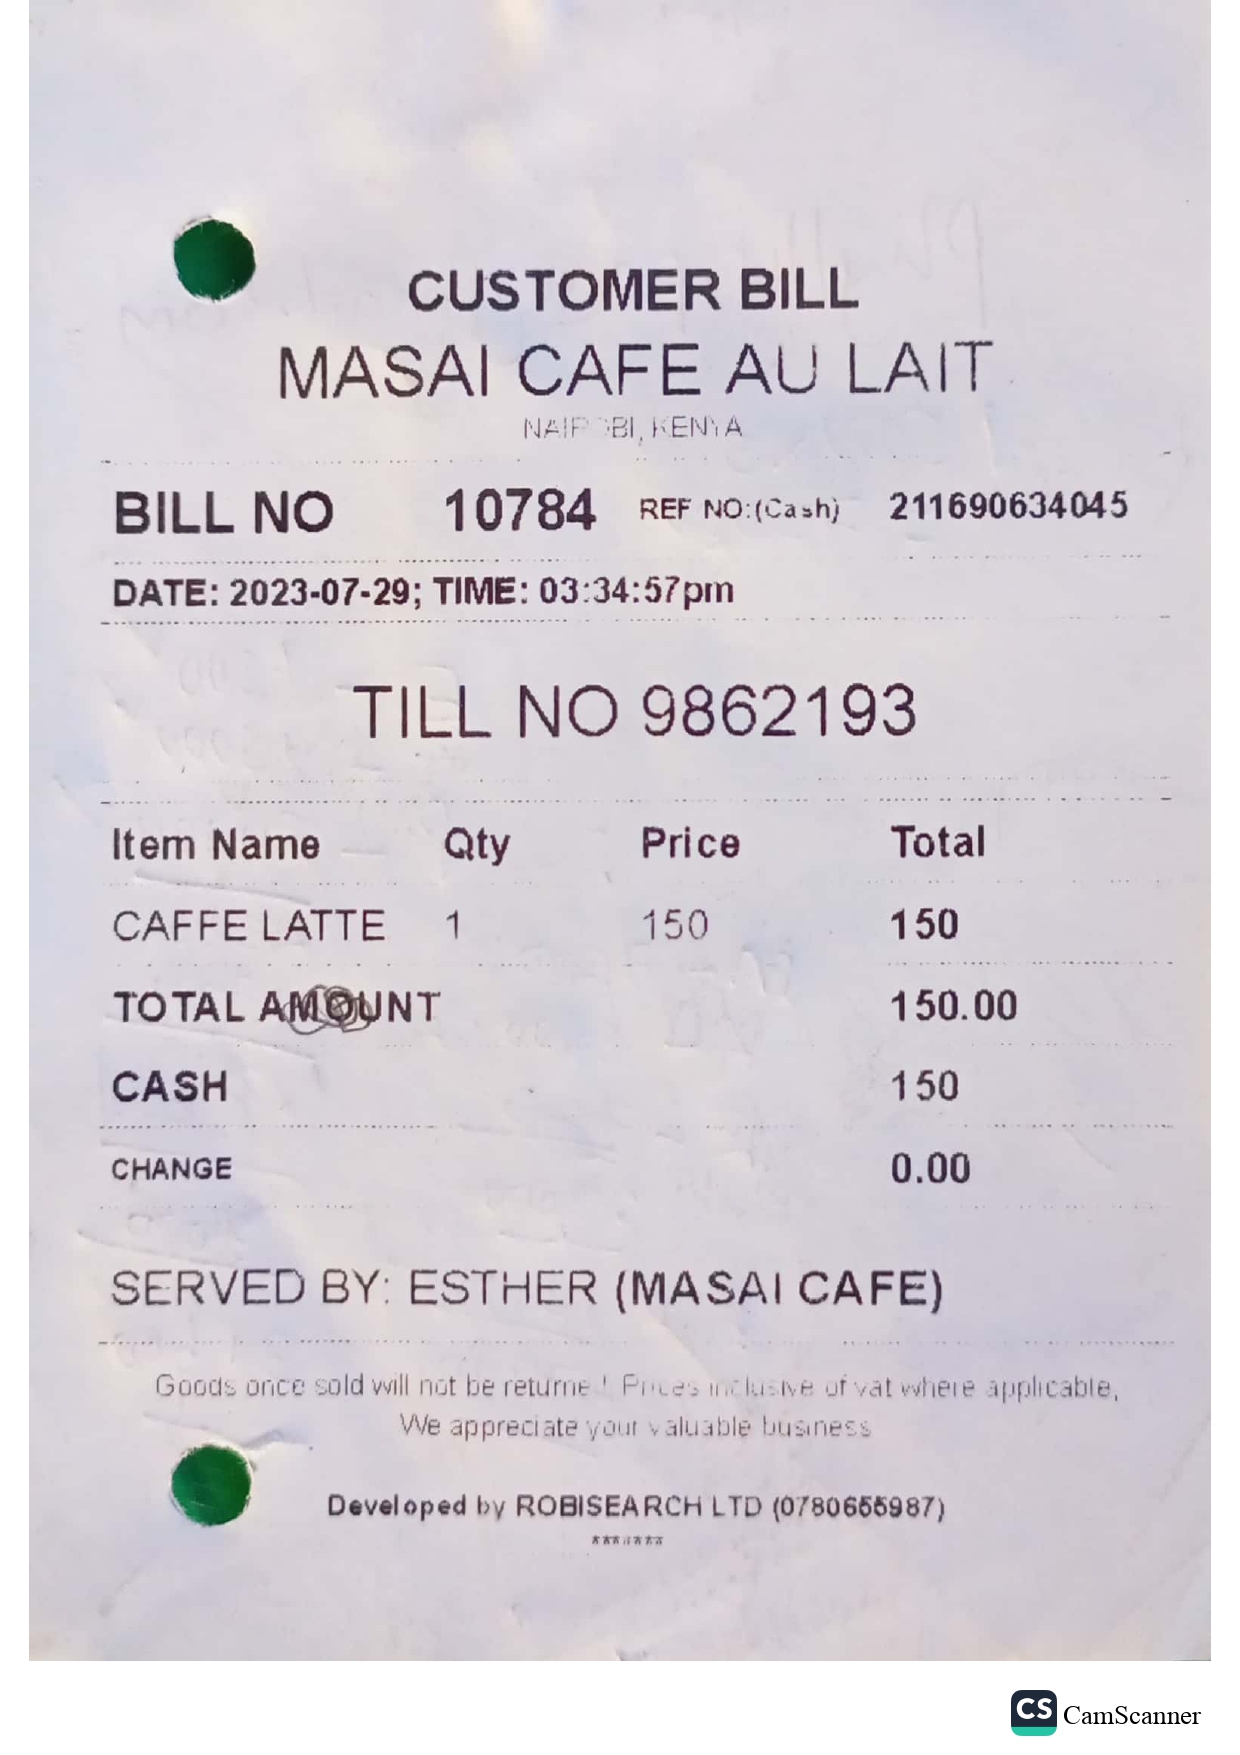 CUSTOMER BILL
MASAI CAFE AU LAIT
NAIROBI, KENYA
BILL NO 10784 REF NO:(Cash) 211690634045
DATE: 2023-07-29; TIME: 03:34:57pm
TILL NO 9862193
Item Name Qty Price Total
CAFFE LATTE 1 150 150
TOTAL AMOUNT 150.00
CASH 150
CHANGE 0.00
SERVED BY: ESTHER (MASAI CAFE)
Goods once sold will not be returned! Prices inclusive of vat where applicable,
We appreciate your valuable business
Developed by ROBISEARCH LTD
*******
CS CamScanner